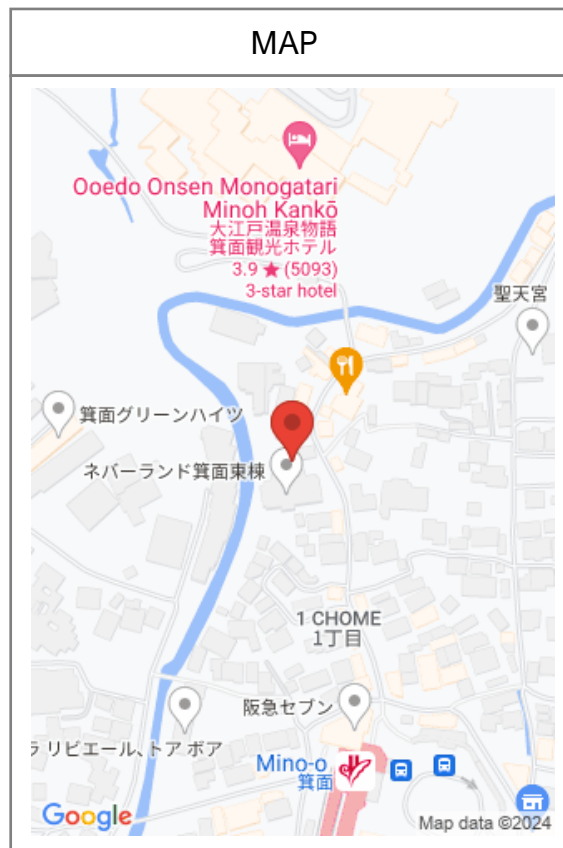 MAP
Ooedo Onsen Monogatari
Minoh Kankō
大江戸温泉物語
箕面観光ホテル
3.9 ★ (5093)
3-star hotel
聖天宮
箕面グリーンハイツ
ネバーランド箕面東棟
1 CHOME
1丁目
阪急セブン
ラ リビエール、トア ボア
Mino-o
箕面
Google
Map data ©2024